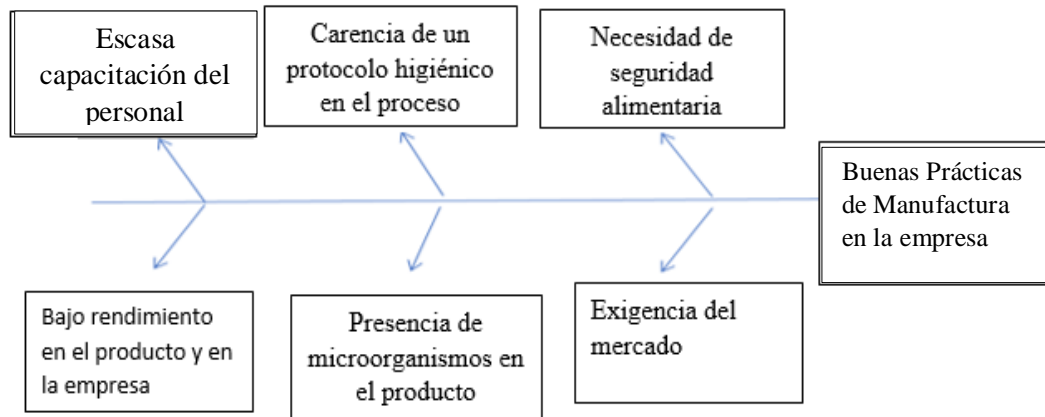 Escasa
capacitación del
personal
Carencia de un
protocolo higiénico
en el proceso
Necesidad de
seguridad
alimentaria
Buenas Prácticas
de Manufactura
en la empresa
Bajo rendimiento
en el producto y en
la empresa
Presencia de
microorganismos en
el producto
Exigencia del
mercado